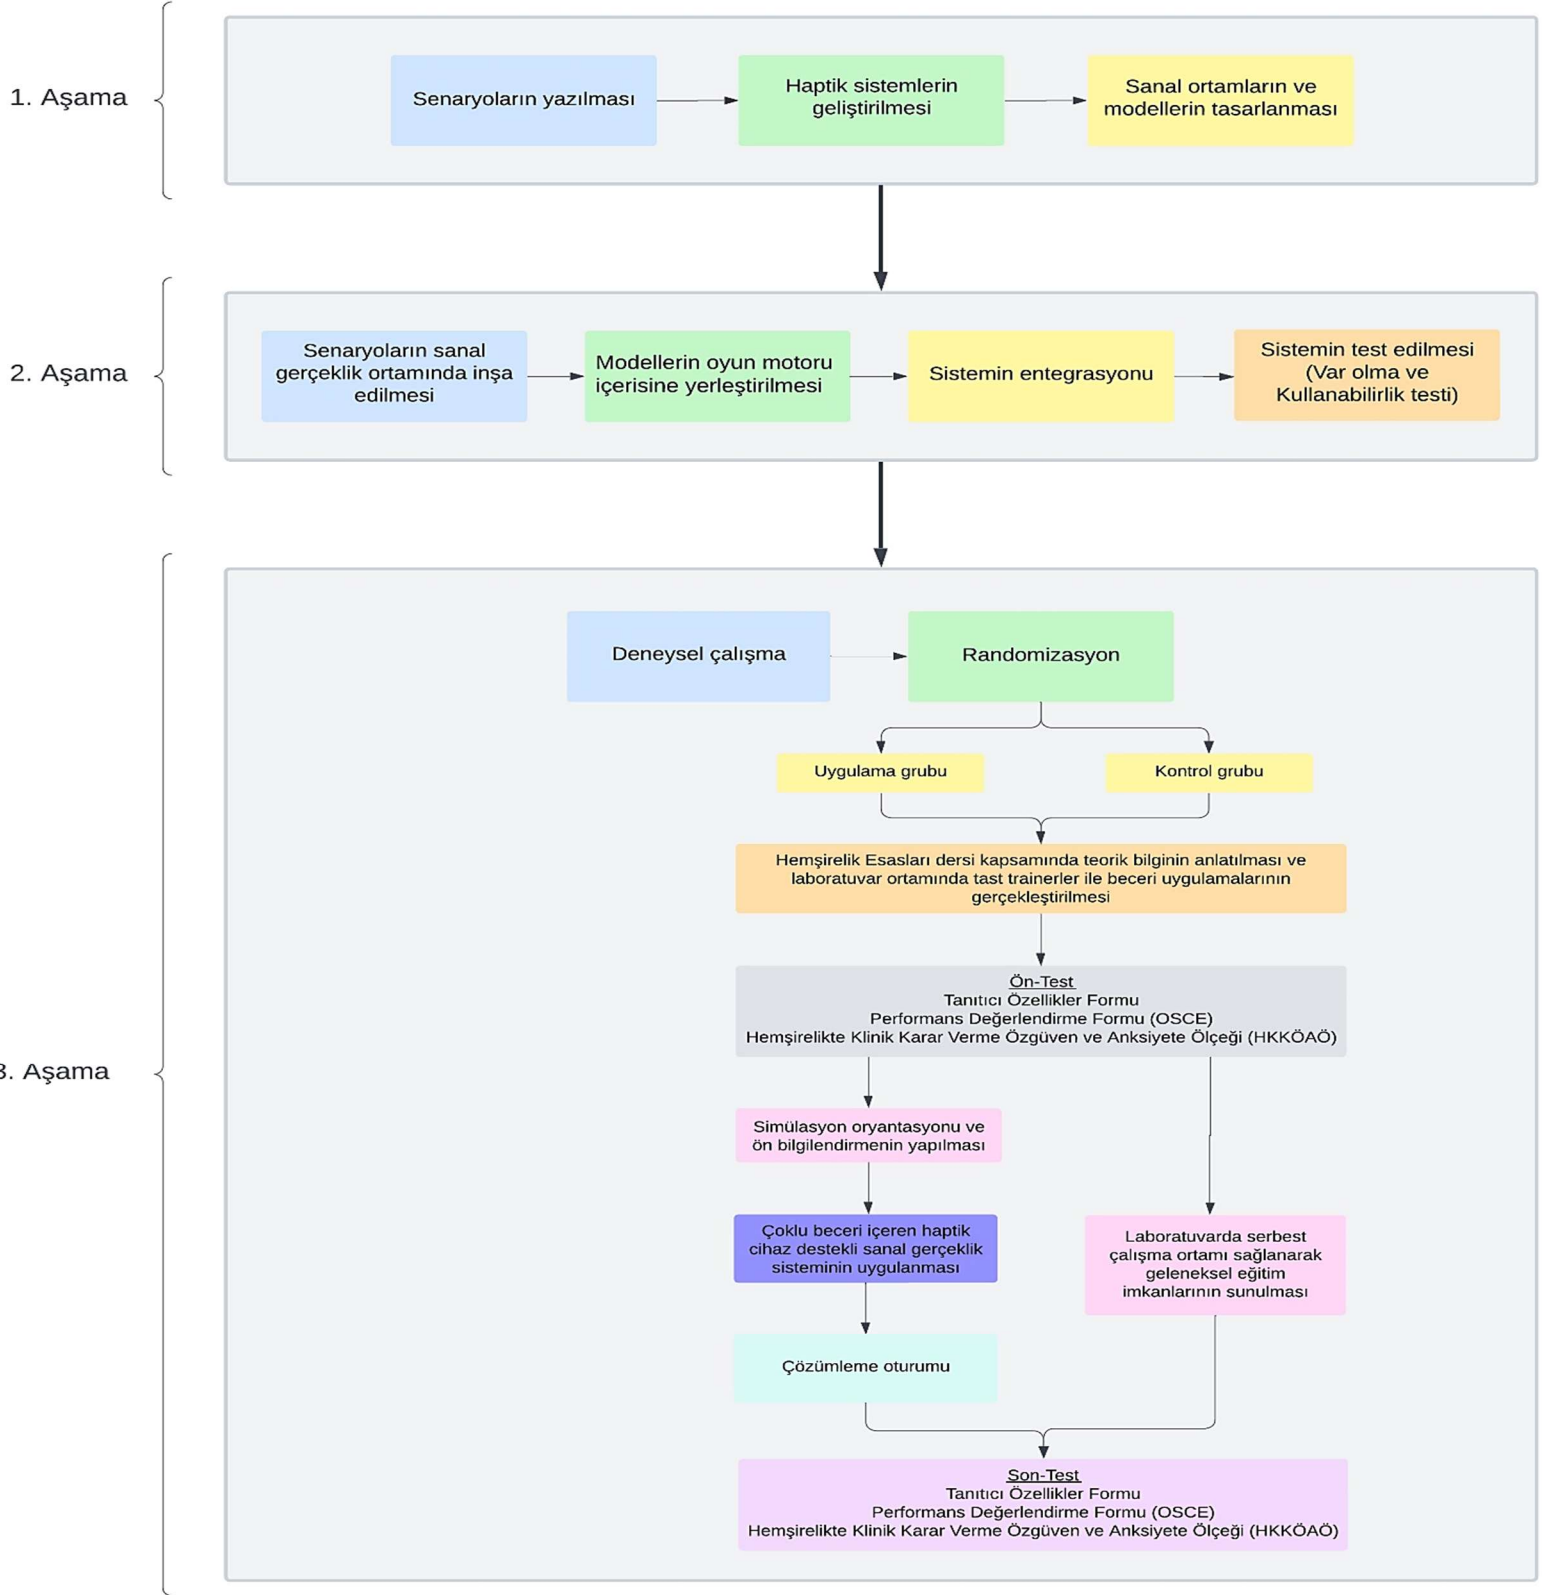 1. Aşama
Senaryoların yazılması
Haptik sistemlerin
geliştirilmesi
Sanal ortamların ve
modellerin tasarlanması
2. Aşama
Senaryoların sanal
gerçeklik ortamında inşa
edilmesi
Modellerin oyun motoru
içerisine yerleştirilmesi
Sistemin entegrasyonu
Sistemin test edilmesi
(Var olma ve
Kullanabilirlik testi)
3. Aşama
Deneysel çalışma
Randomizasyon
Uygulama grubu
Kontrol grubu
Hemşirelik Esasları dersi kapsamında teorik bilginin anlatılması ve
laboratuvar ortamında tast trainerler ile beceri uygulamalarının
gerçekleştirilmesi
Ön-Test
Tanıtıcı Özellikler Formu
Performans Değerlendirme Formu (OSCE)
Hemşirelikte Klinik Karar Verme Özgüven ve Anksiyete Ölçeği (HKKÖAÖ)
Simülasyon oryantasyonu ve
ön bilgilendirmenin yapılması
Çoklu beceri içeren haptik
cihaz destekli sanal gerçeklik
sisteminin uygulanması
Laboratuvarda serbest
çalışma ortamı sağlanarak
geleneksel eğitim
imkanlarının sunulması
Çözümleme oturumu
Son-Test
Tanıtıcı Özellikler Formu
Performans Değerlendirme Formu (OSCE)
Hemşirelikte Klinik Karar Verme Özgüven ve Anksiyete Ölçeği (HKKÖAÖ)